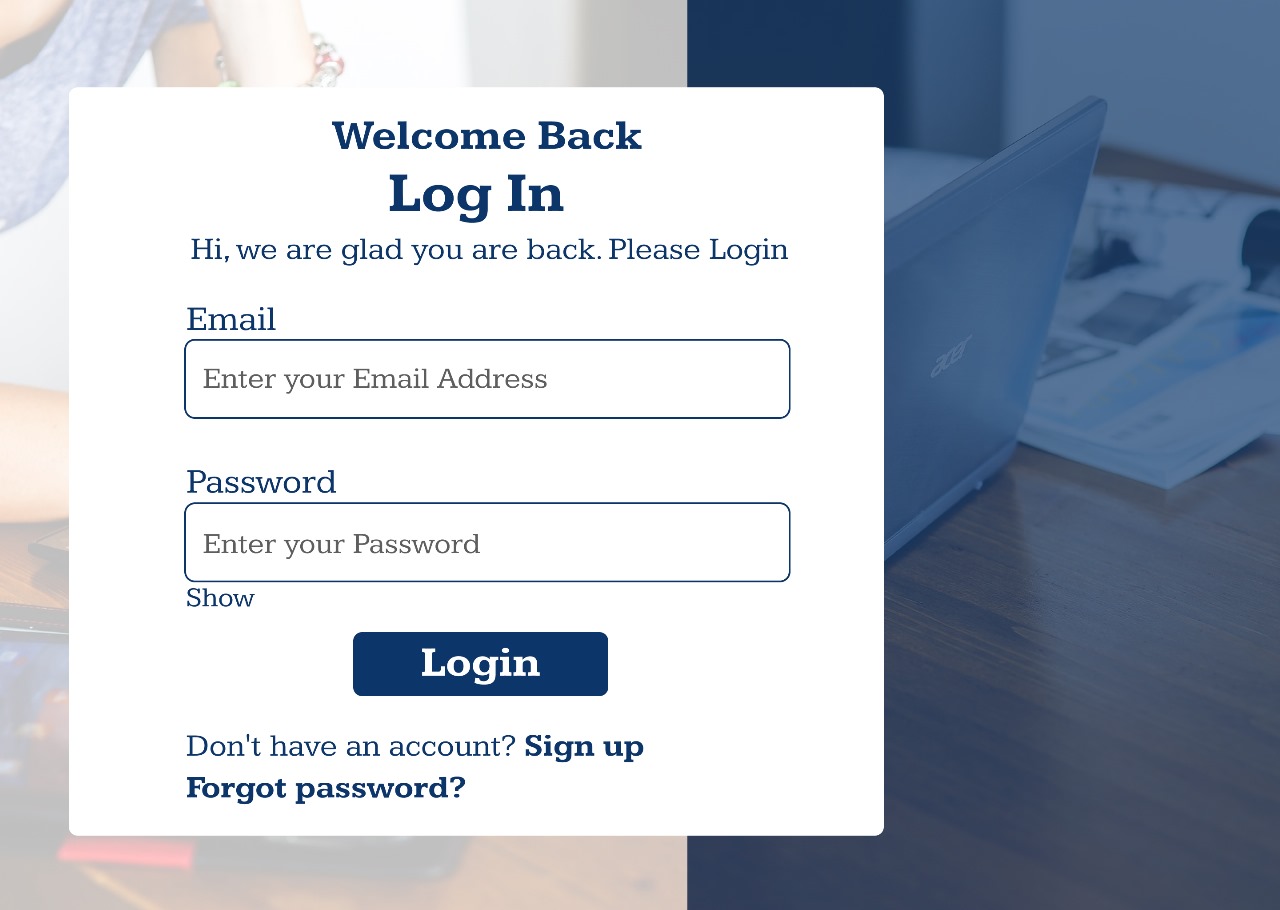 Welcome Back
Log In
Hi, we are glad you are back. Please Login
Email
Enter your Email Address
Password
Enter your Password
Show
Login
Don't have an account? Sign up
Forgot password?
acer